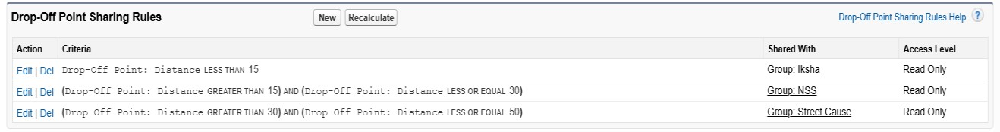 Drop-Off Point Sharing Rules New Recalculate Drop-Off Point Sharing Rules Help ?
Action Criteria Shared With Access Level
Edit | Del Drop-Off Point: Distance LESS THAN 15 Group: Iksha Read Only
Edit | Del (Drop-Off Point: Distance GREATER THAN 15) AND (Drop-Off Point: Distance LESS OR EQUAL 30) Group: NSS Read Only
Edit | Del (Drop-Off Point: Distance GREATER THAN 30) AND (Drop-Off Point: Distance LESS OR EQUAL 50) Group: Street Cause Read Only